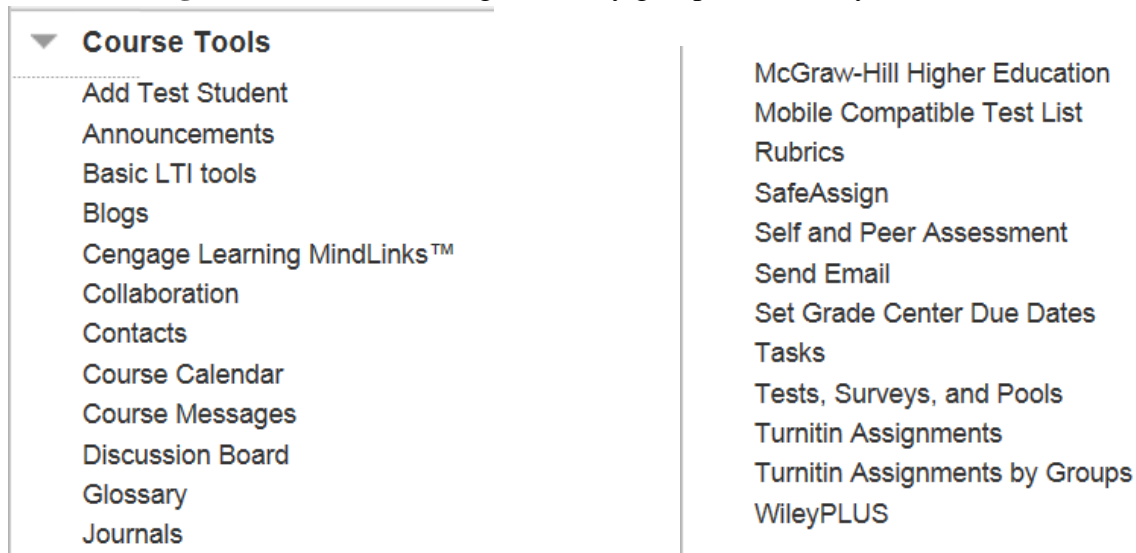 Course Tools
Add Test Student
Announcements
Basic LTI tools
Blogs
Cengage Learning MindLinks™
Collaboration
Contacts
Course Calendar
Course Messages
Discussion Board
Glossary
Journals
McGraw-Hill Higher Education
Mobile Compatible Test List
Rubrics
SafeAssign
Self and Peer Assessment
Send Email
Set Grade Center Due Dates
Tasks
Tests, Surveys, and Pools
Turnitin Assignments
Turnitin Assignments by Groups
WileyPLUS